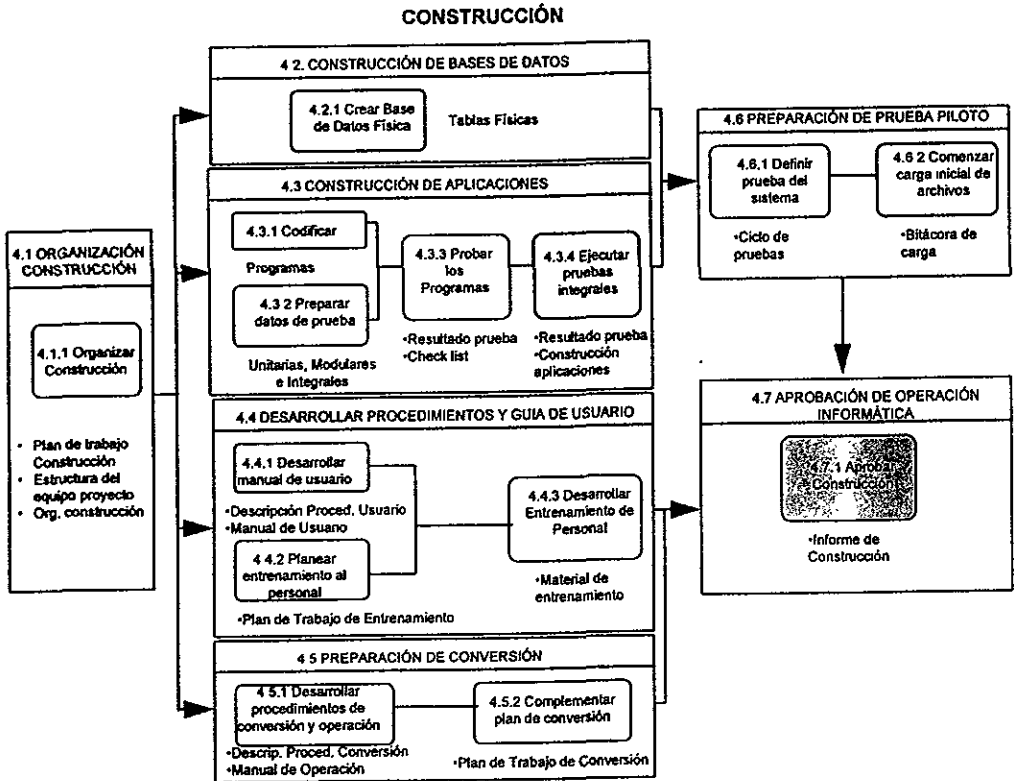 CONSTRUCCIÓN
4.1 ORGANIZACIÓN
CONSTRUCCIÓN
4.1.1 Organizar
Construcción
• Plan de trabajo
Construcción
• Estructura del
equipo proyecto
• Org, construcción
4 2. CONSTRUCCIÓN DE BASES DE DATOS
4.2.1 Crear Base
de Datos Física
Tablas Físicas
4.3 CONSTRUCCIÓN DE APLICACIONES
4.3.1 Codificar
Programas
4.3 2 Preparar
datos de prueba
Unitarias, Modulares
e Integrales
4.3.3 Probar
los
Programas
•Resultado prueba
•Check list
4.3.4 Ejecutar
pruebas
integrales
•Resultado prueba
•Construcción
aplicaciones
4.4 DESARROLLAR PROCEDIMIENTOS Y GUIA DE USUARIO
4.4.1 Desarrollar
manual de usuario
•Descripción Proced, Usuario
•Manual de Usuano
4 4.2 Planear
entrenamiento al
personal
•Plan de Trabajo de Entrenamiento
4.4.3 Desarrollar
Entrenamiento de
Personal
•Material de
entrenamiento
4 5 PREPARACIÓN DE CONVERSIÓN
4 5.1 Desarrollar
procedimientos de
conversión y operación
•Descrip. Proced, Conversión
•Manual de Operación
4.5.2 Complementar
plan de conversión
•Plan de Trabajo de Conversión
4.6 PREPARACIÓN DE PRUEBA PILOTO
4.6.1 Definir
prueba del
sistema
•Ciclo de
pruebas
4.6 2 Comenzar
carga inicial de
archivos
•Bitácora de
carga
4.7 APROBACIÓN DE OPERACIÓN
INFORMÁTICA
4.7.1 Aprobar
Construcción
•Informe de
Construcción